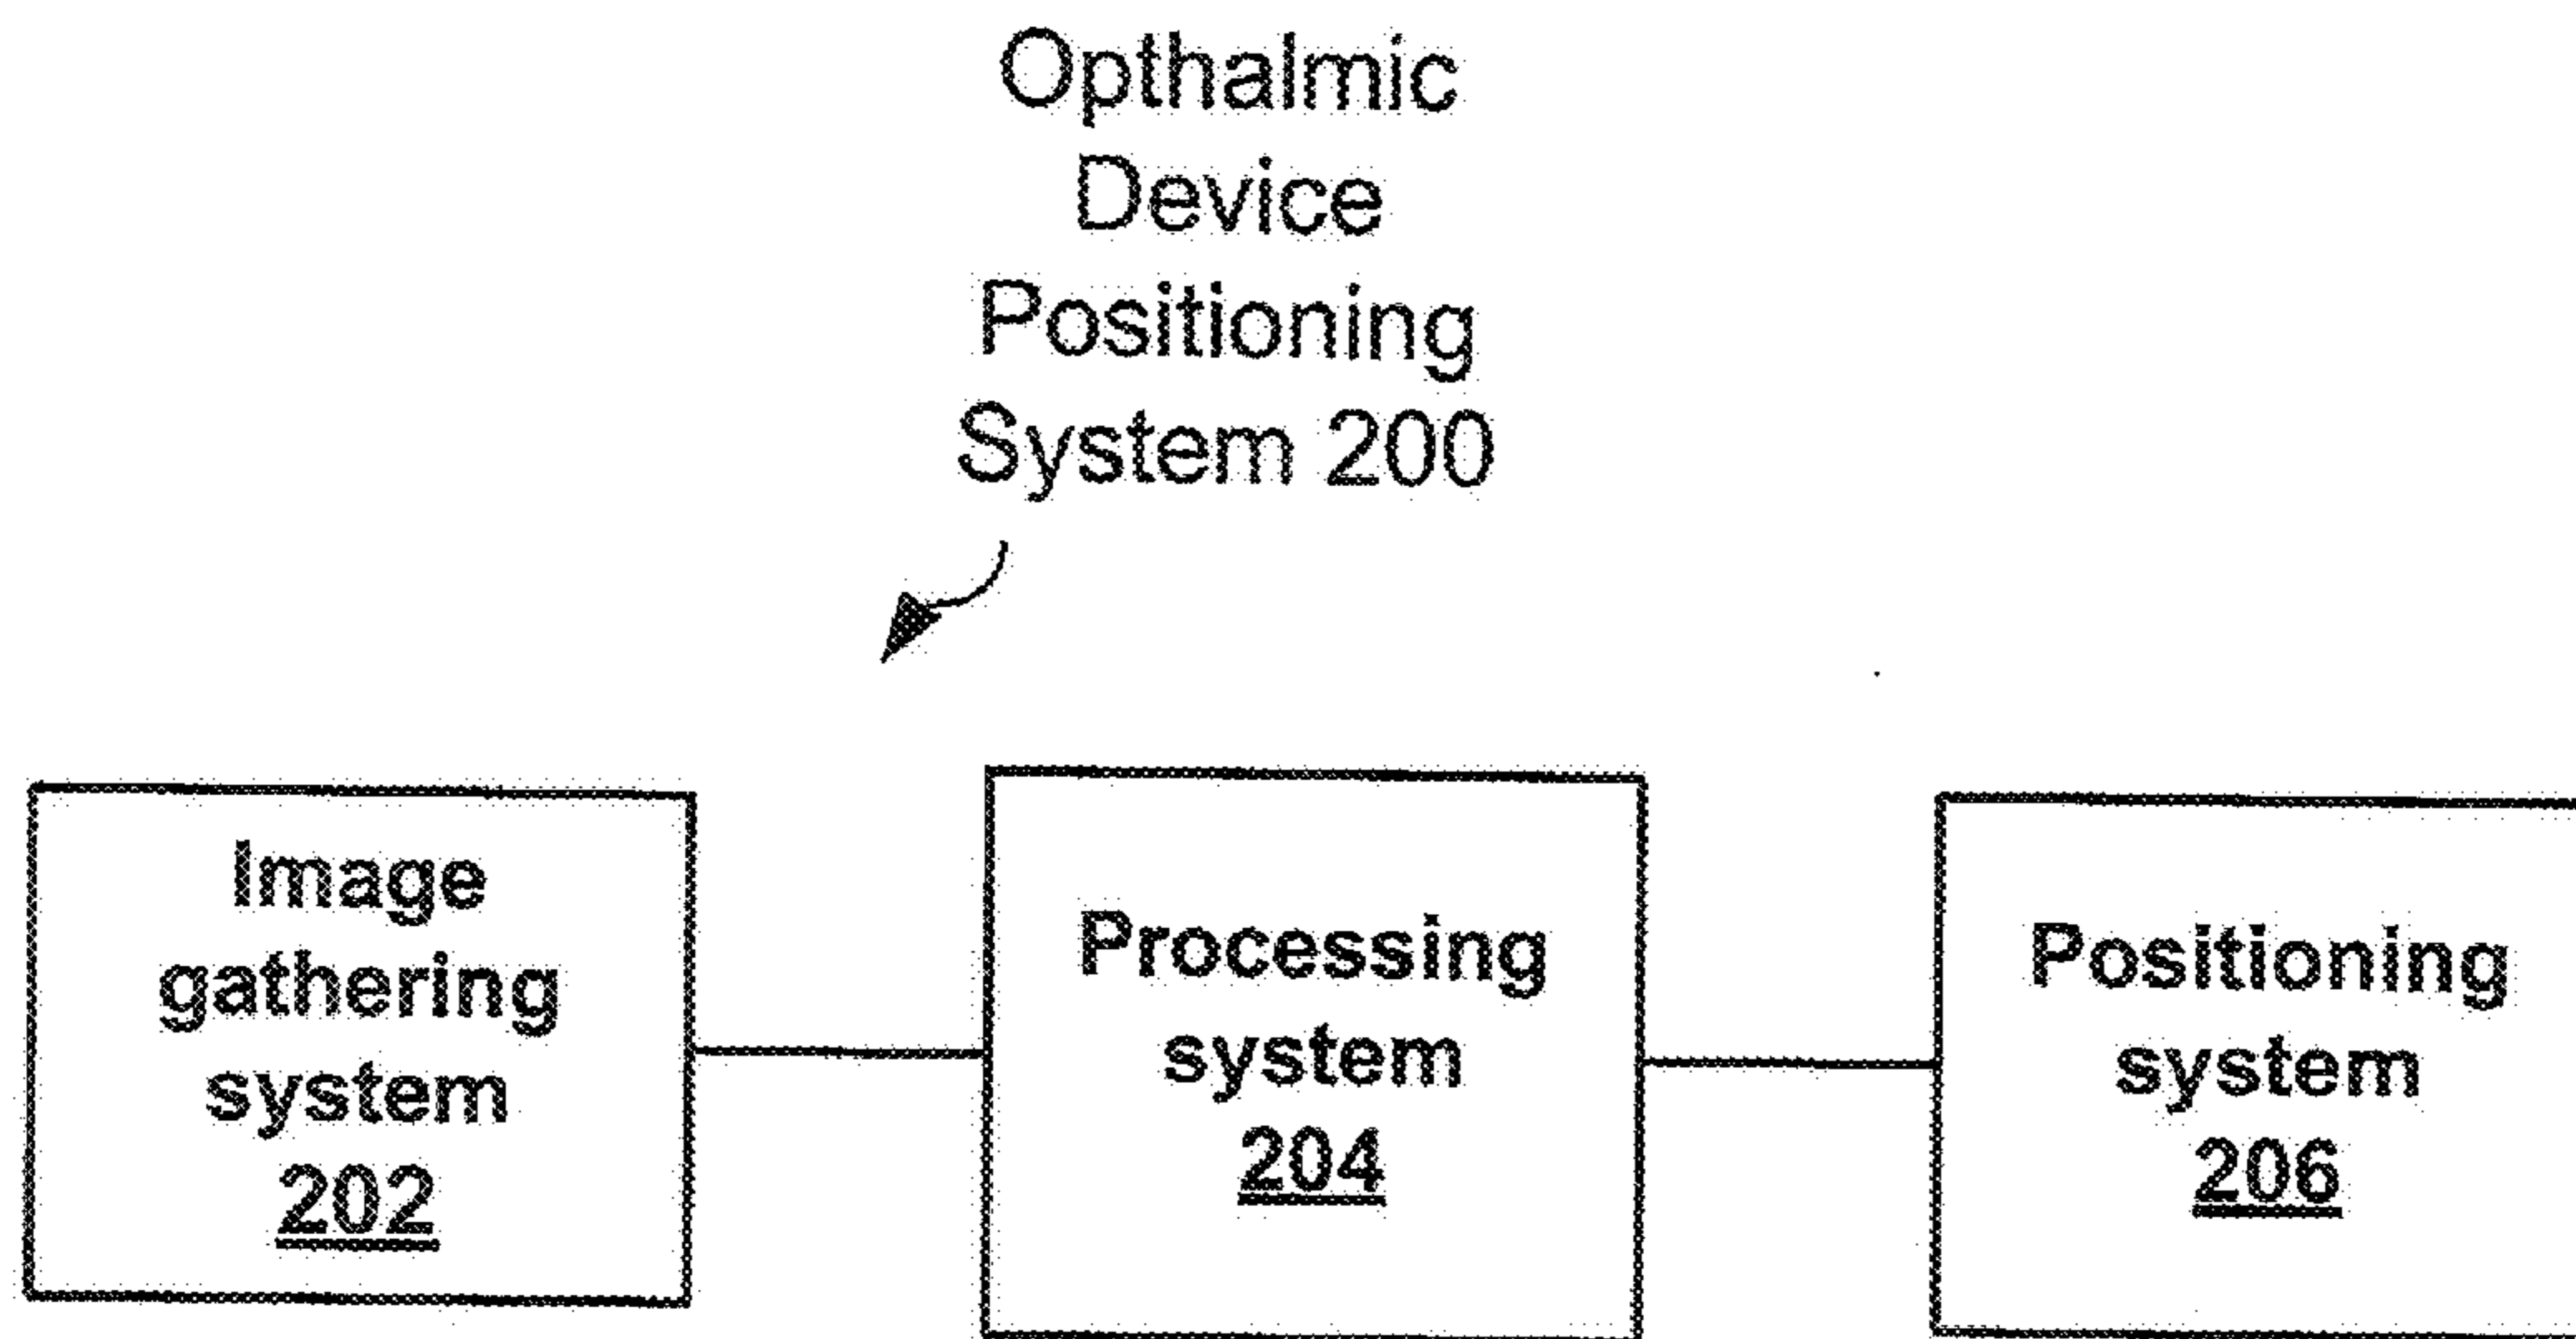 Opthalmic
Device
Positioning
System 200
Image
gathering
system
202
Processing
system
204
Positioning
system
206